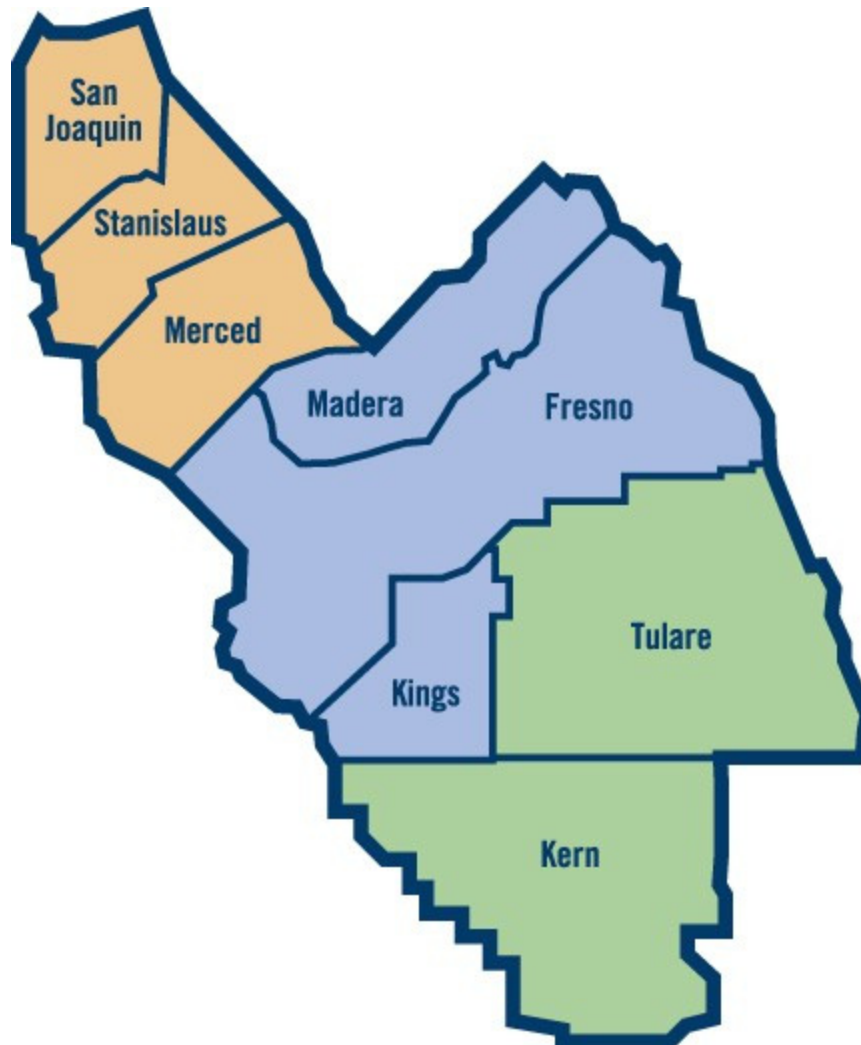 San
Joaquin
Stanislaus
Merced
Madera
Fresno
Tulare
Kings
Kern